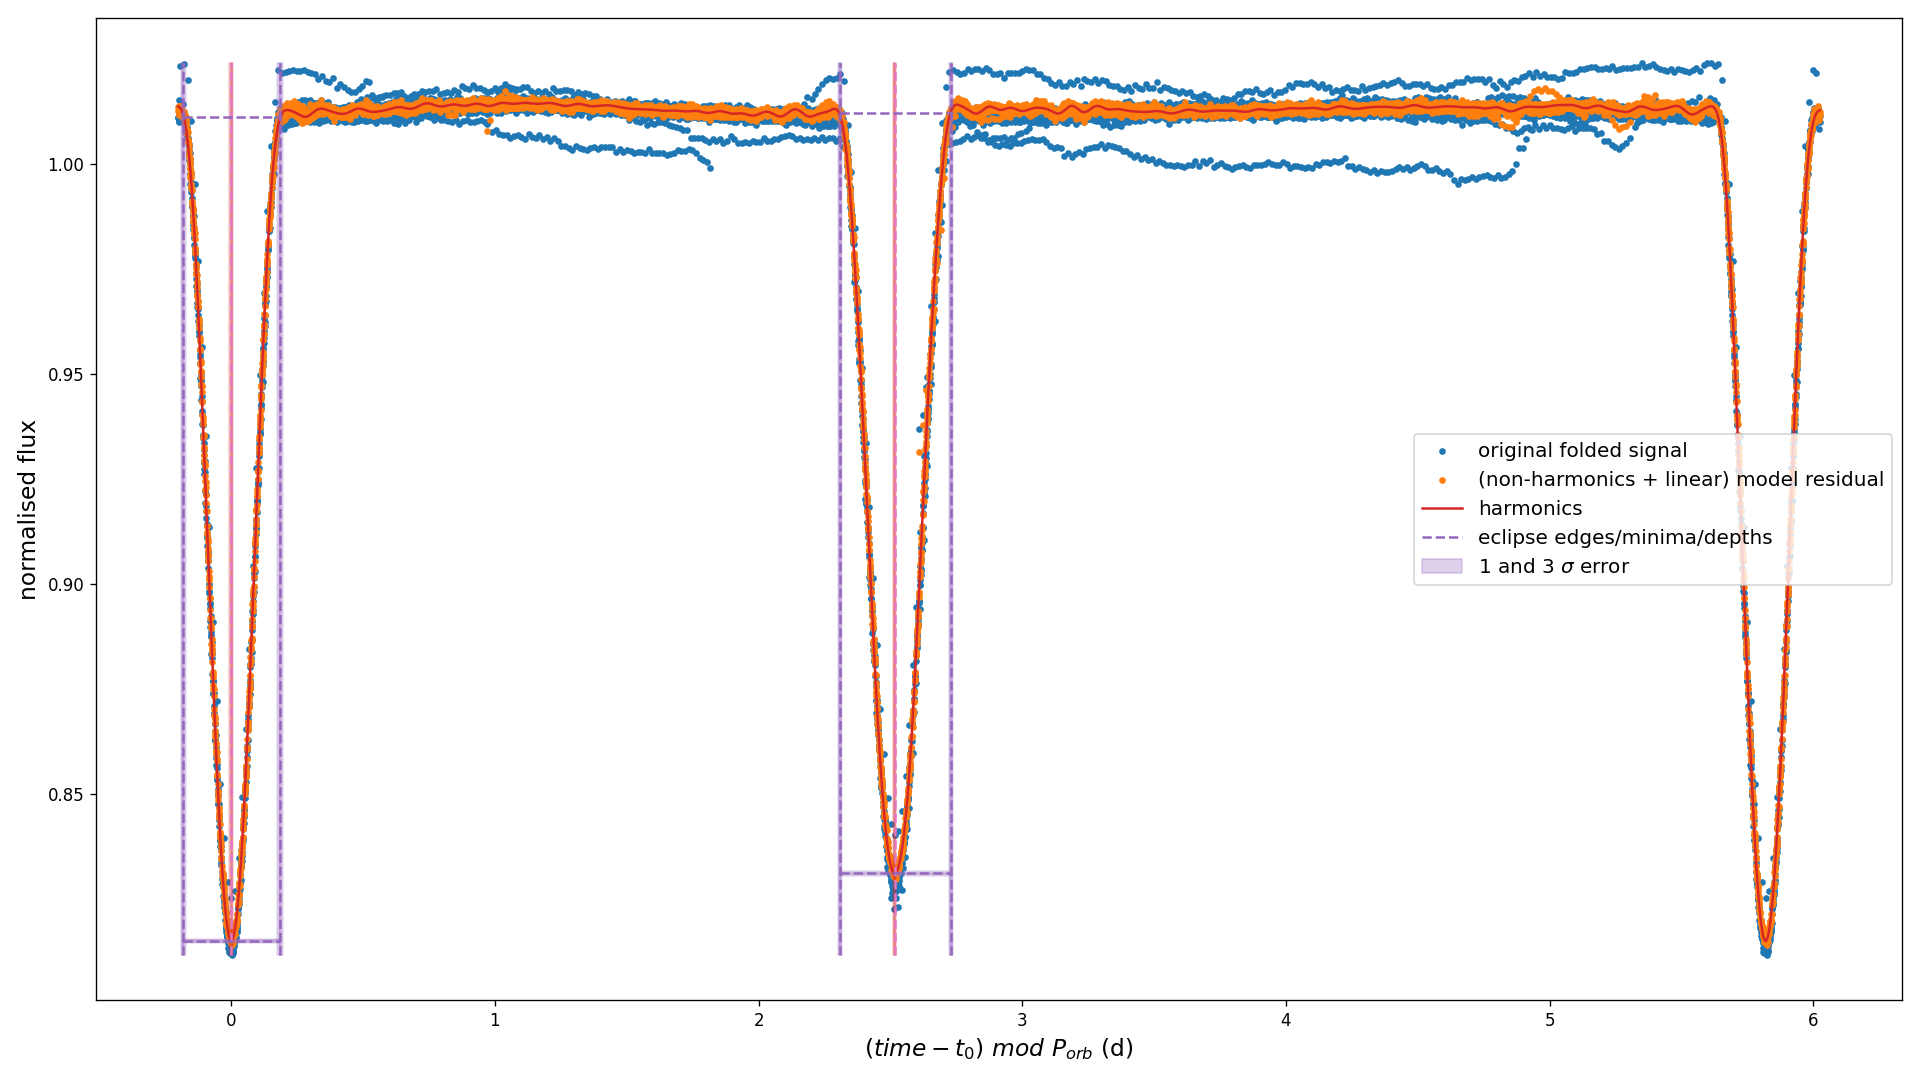 normalised flux
1.00
0.95
0.90
0.85
0
1
2
3
4
5
6
(time − t₀) mod Pₒᵣb (d)
original folded signal
(non-harmonics + linear) model residual
harmonics
eclipse edges/minima/depths
1 and 3 σ error